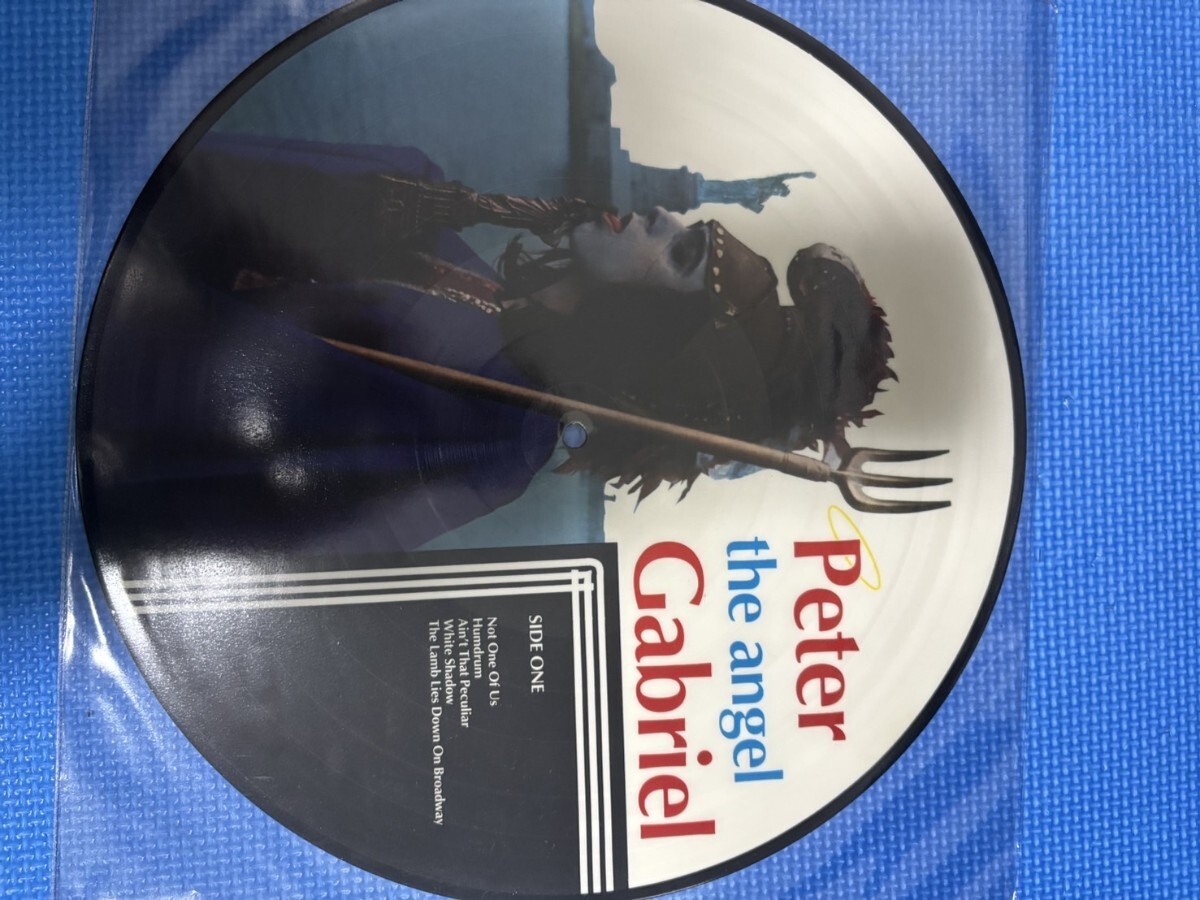 Peter
the angel
Gabriel
SIDE ONE
Not One Of Us
Humdrum
Ain't That Peculiar
White Shadow
The Lamb Lies Down On Broadway